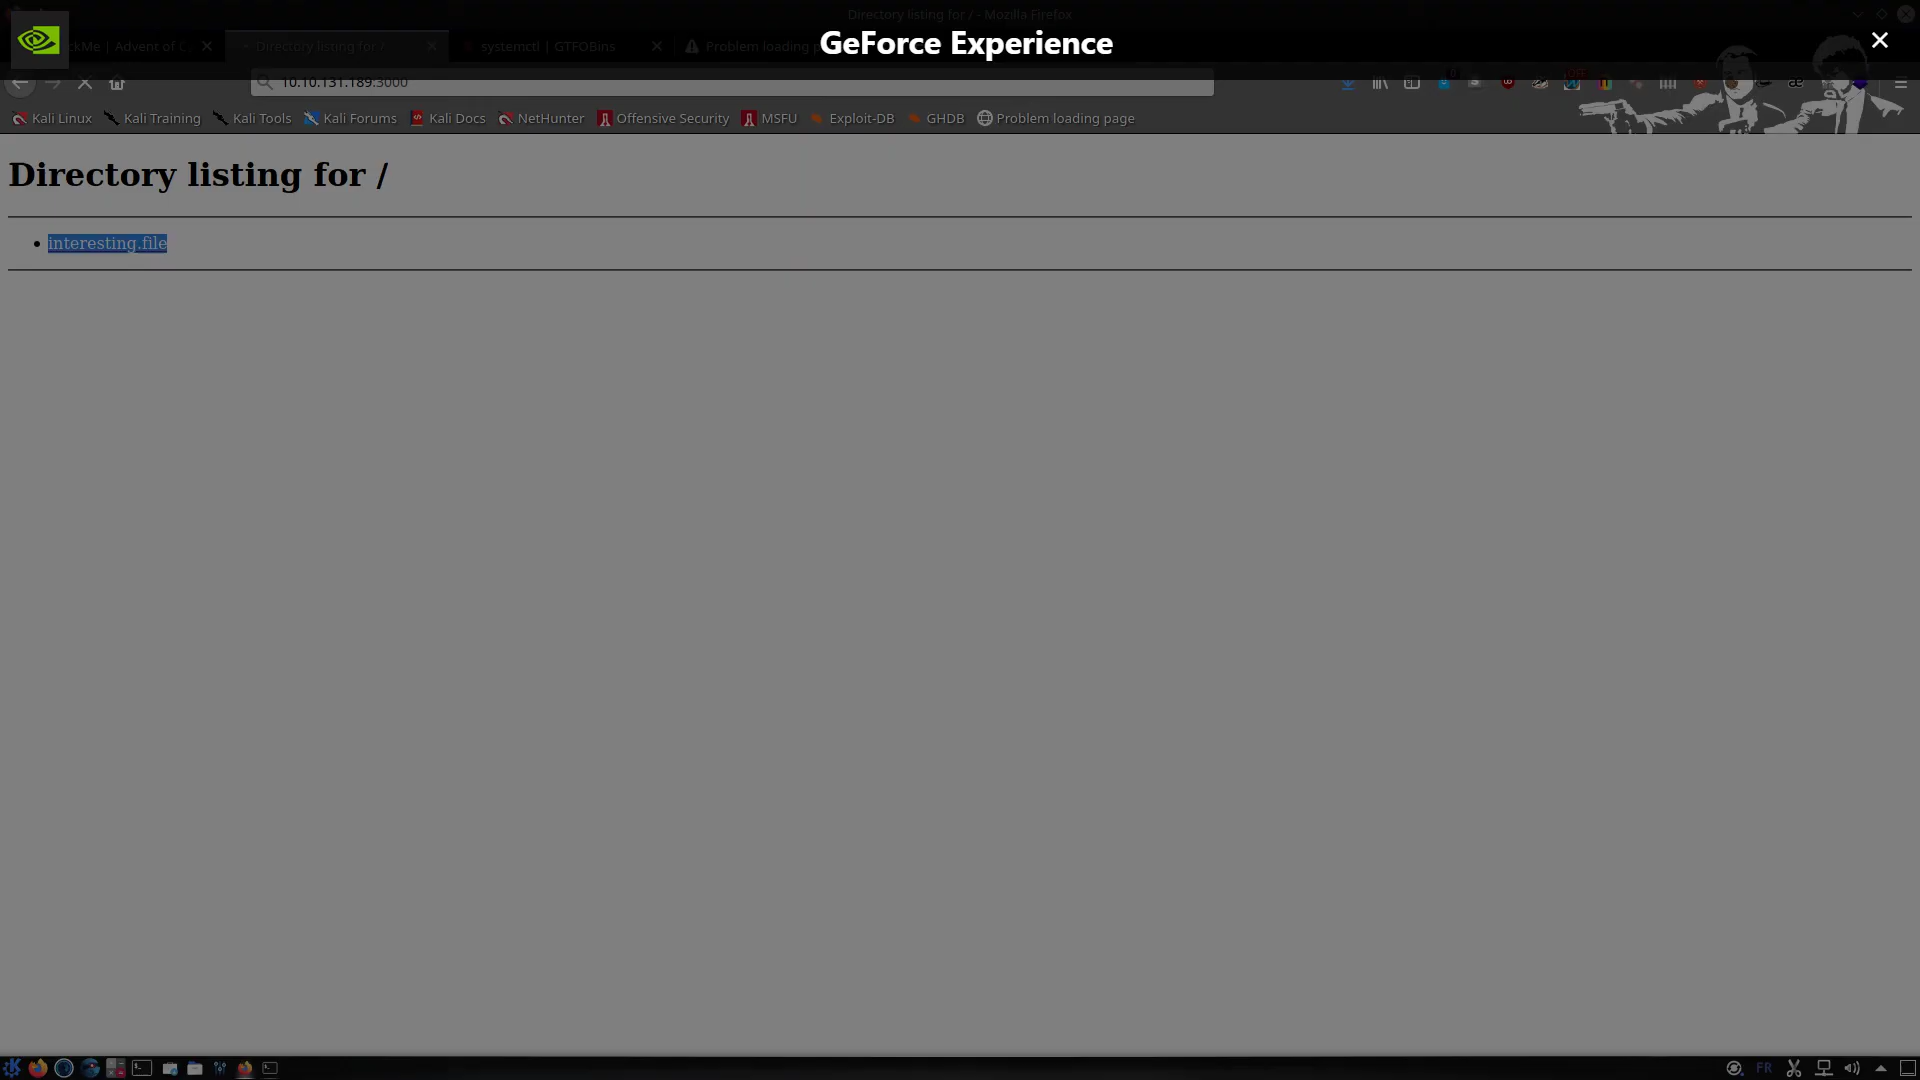 Directory listing for / - Mozilla Firefox
ckMe | Advent of C
Directory listing for /
systemctl | GTFOBins
Problem loading
GeForce Experience
10.10.131.189:3000
Kali Linux
Kali Training
Kali Tools
Kali Forums
Kali Docs
NetHunter
Offensive Security
MSFU
Exploit-DB
GHDB
Problem loading page
Directory listing for /
interesting.file
FR